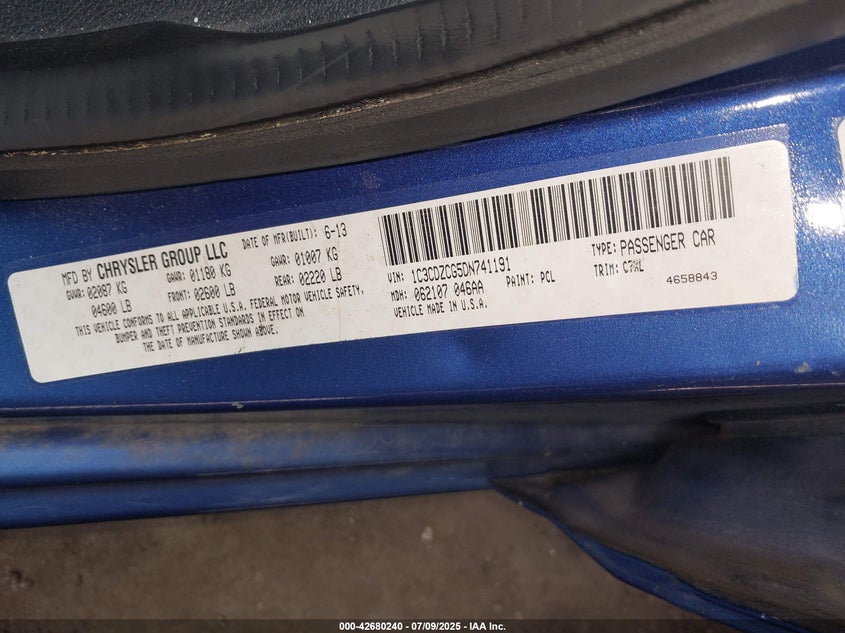 MFD BY CHRYSLER GROUP LLC DATE OF MFR(BUILT): 6-13
GVWR: 02087 KG GAWR: 01180 KG GAWR: 01007 KG
04600 LB FRONT: 02600 LB REAR: 02220 LB
THIS VEHICLE CONFORMS TO ALL APPLICABLE U.S.A. FEDERAL MOTOR VEHICLE SAFETY,
BUMPER AND THEFT PREVENTION STANDARDS IN EFFECT ON
THE DATE OF MANUFACTURE SHOWN ABOVE.
VIN: 1C3CDZCG5DN741191 TYPE: PASSENGER CAR
MDH: 062107 046AA PAINT: PCL TRIM:
VEHICLE MADE IN U.S.A. 4658843
000-42680240 | 07/09/2025 | IAA Inc.